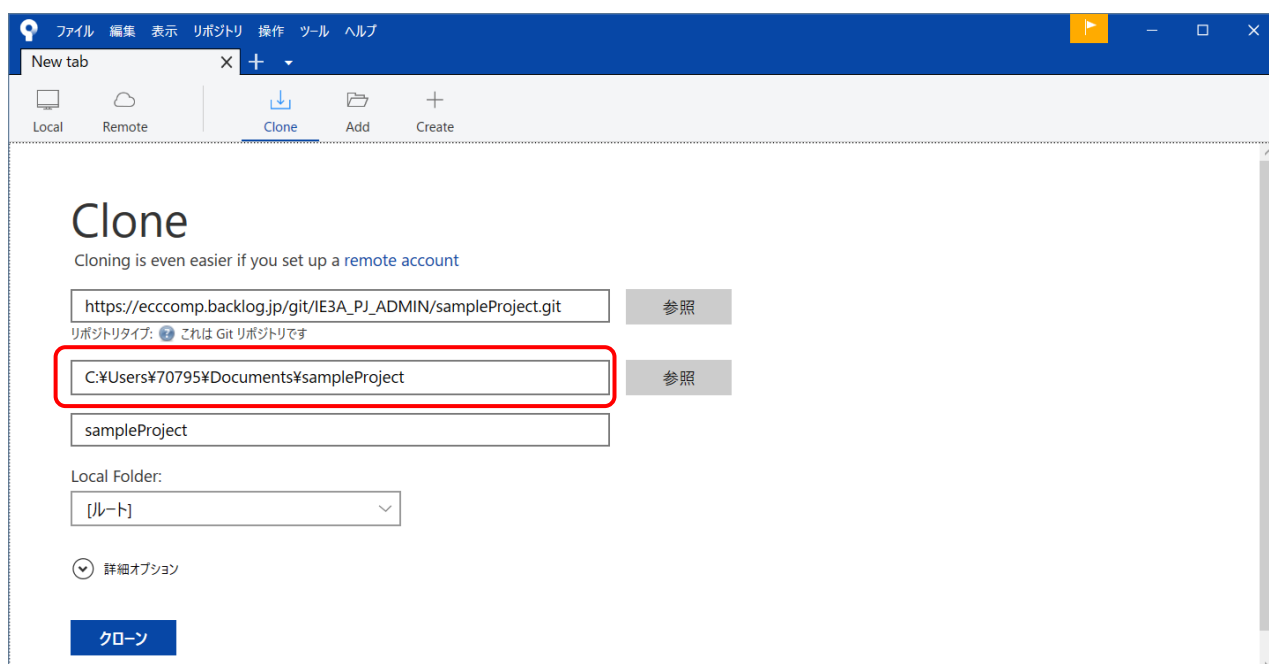 ファイル 編集 表示 リポジトリ 操作 ツール ヘルプ
New tab
Local Remote Clone Add Create
Clone
Cloning is even easier if you set up a remote account
https://ecccomp.backlog.jp/git/IE3A_PJ_ADMIN/sampleProject.git 参照
リポジトリタイプ: これは Git リポジトリです
C:¥Users¥70795¥Documents¥sampleProject 参照
sampleProject
Local Folder:
[ルート]
詳細オプション
クローン